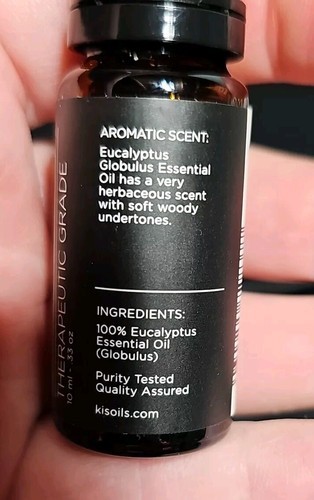 AROMATIC SCENT:
Eucalyptus
Globulus Essential
Oil has a very
herbaceous scent
with soft woody
undertones.
INGREDIENTS:
100% Eucalyptus
Essential Oil
(Globulus)
Purity Tested
Quality Assured
kisoils.com
THERAPEUTIC GRADE
10 ml - .33 oz